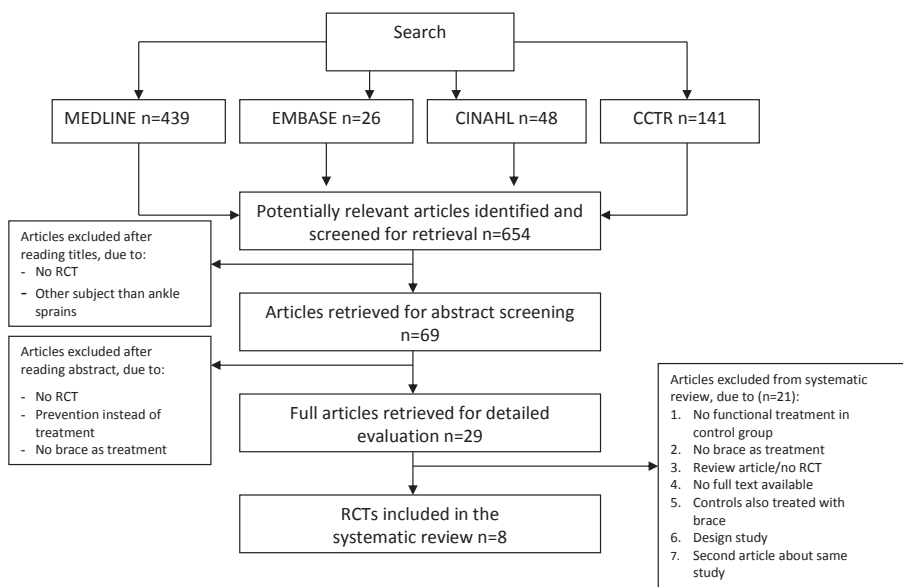 Search
MEDLINE n=439
EMBASE n=26
CINAHL n=48
CCTR n=141
Potentially relevant articles identified and
screened for retrieval n=654
Articles excluded after
reading titles, due to:
- No RCT
- Other subject than ankle
sprains
Articles retrieved for abstract screening
n=69
Articles excluded after
reading abstract, due to:
- No RCT
- Prevention instead of
treatment
- No brace as treatment
Full articles retrieved for detailed
evaluation n=29
Articles excluded from systematic
review, due to (n=21):
1. No functional treatment in
control group
2. No brace as treatment
3. Review article/no RCT
4. No full text available
5. Controls also treated with
brace
6. Design study
7. Second article about same
study
RCTs included in the
systematic review n=8